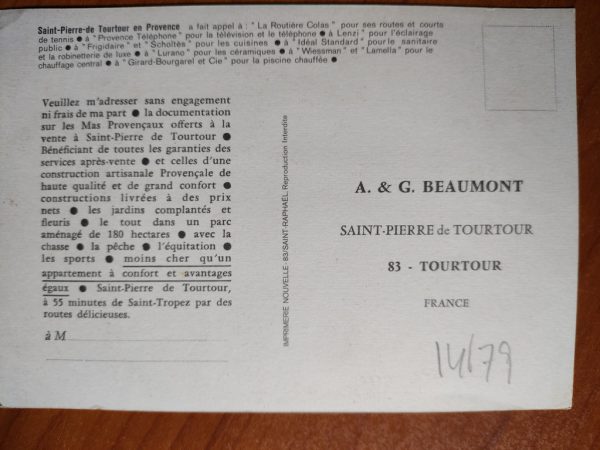 Saint-Pierre-de Tourtour en Provence a fait appel à : "La Routière Colas" pour ses routes et courts
de tennis ● à "Provence Téléphone" pour la télévision et le téléphone ● à Lenzi pour l'éclairage
public ● à "Frigidaire" et "Scholtès" pour les cuisines ● à "Idéal Standard" pour le sanitaire
et la robinetterie de luxe ● à "Lurano" pour les céramiques ● à "Wiessman" et "Lamella" pour le
chauffage central ● à "Girard-Bourgarel et Cie" pour la piscine chauffée ●
Veuillez m'adresser sans engagement
ni frais de ma part ● la documentation
sur les Mas Provençaux offerts à la
vente à Saint-Pierre de Tourtour ●
Bénéficiant de toutes les garanties des
services après-vente ● et celles d'une
construction artisanale Provençale de
haute qualité et de grand confort ●
constructions livrées à des prix
nets ● les jardins complantés et
fleuris ● le tout dans un parc
aménagé de 180 hectares ● avec la
chasse ● la pêche ● l'équitation ●
les sports ● moins cher qu'un
appartement à confort et avantages
égaux ● Saint-Pierre de Tourtour,
à 55 minutes de Saint-Tropez par des
routes délicieuses.
à M
IMPRIMERIE NOUVELLE - 83/SAINT-RAPHAËL Reproduction Interdite
A. & G. BEAUMONT
SAINT-PIERRE de TOURTOUR
83 - TOURTOUR
FRANCE
14/79